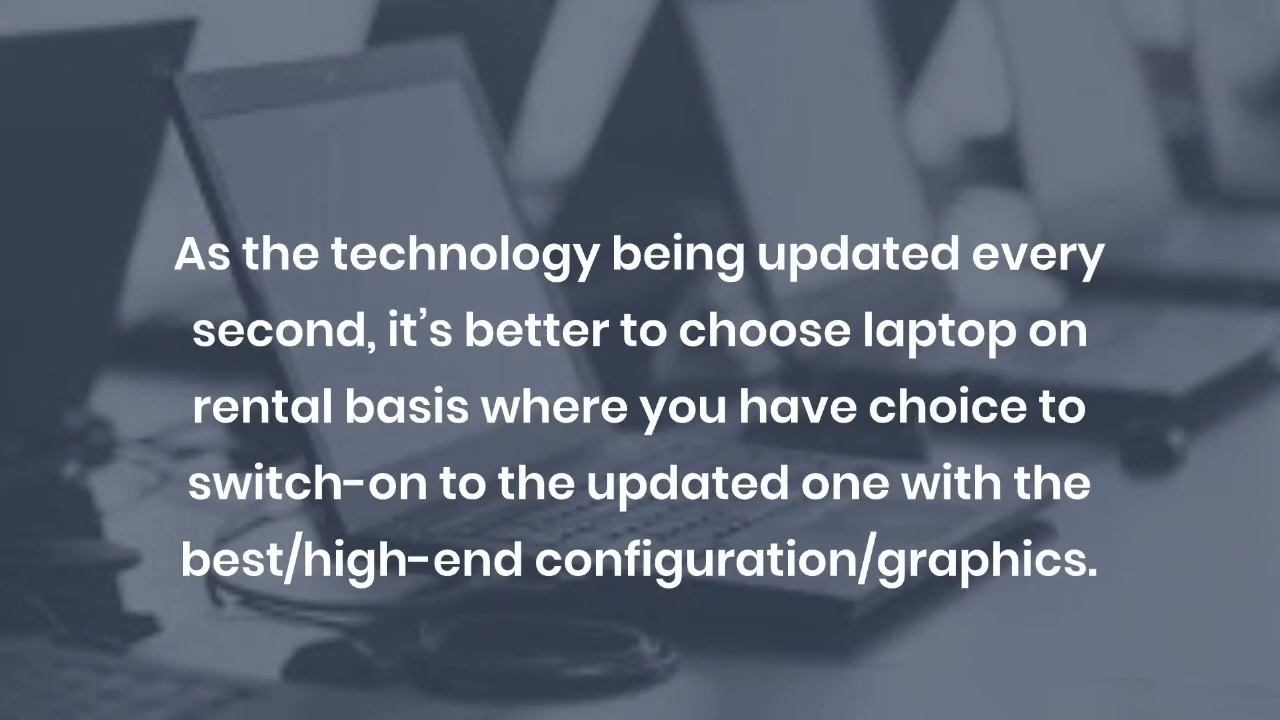 As the technology being updated every
second, it’s better to choose laptop on
rental basis where you have choice to
switch-on to the updated one with the
best/high-end configuration/graphics.